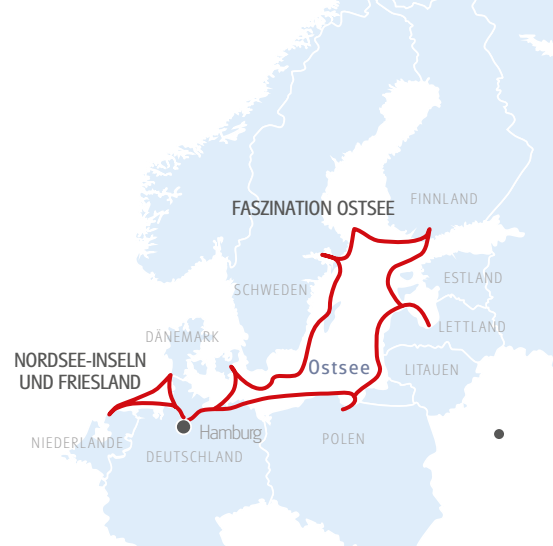 FINNLAND
FASZINATION OSTSEE
ESTLAND
SCHWEDEN
LETTLAND
DÄNEMARK
NORDSEE-INSELN
UND FRIESLAND
Ostsee
LITAUEN
Hamburg
NIEDERLANDE
POLEN
DEUTSCHLAND